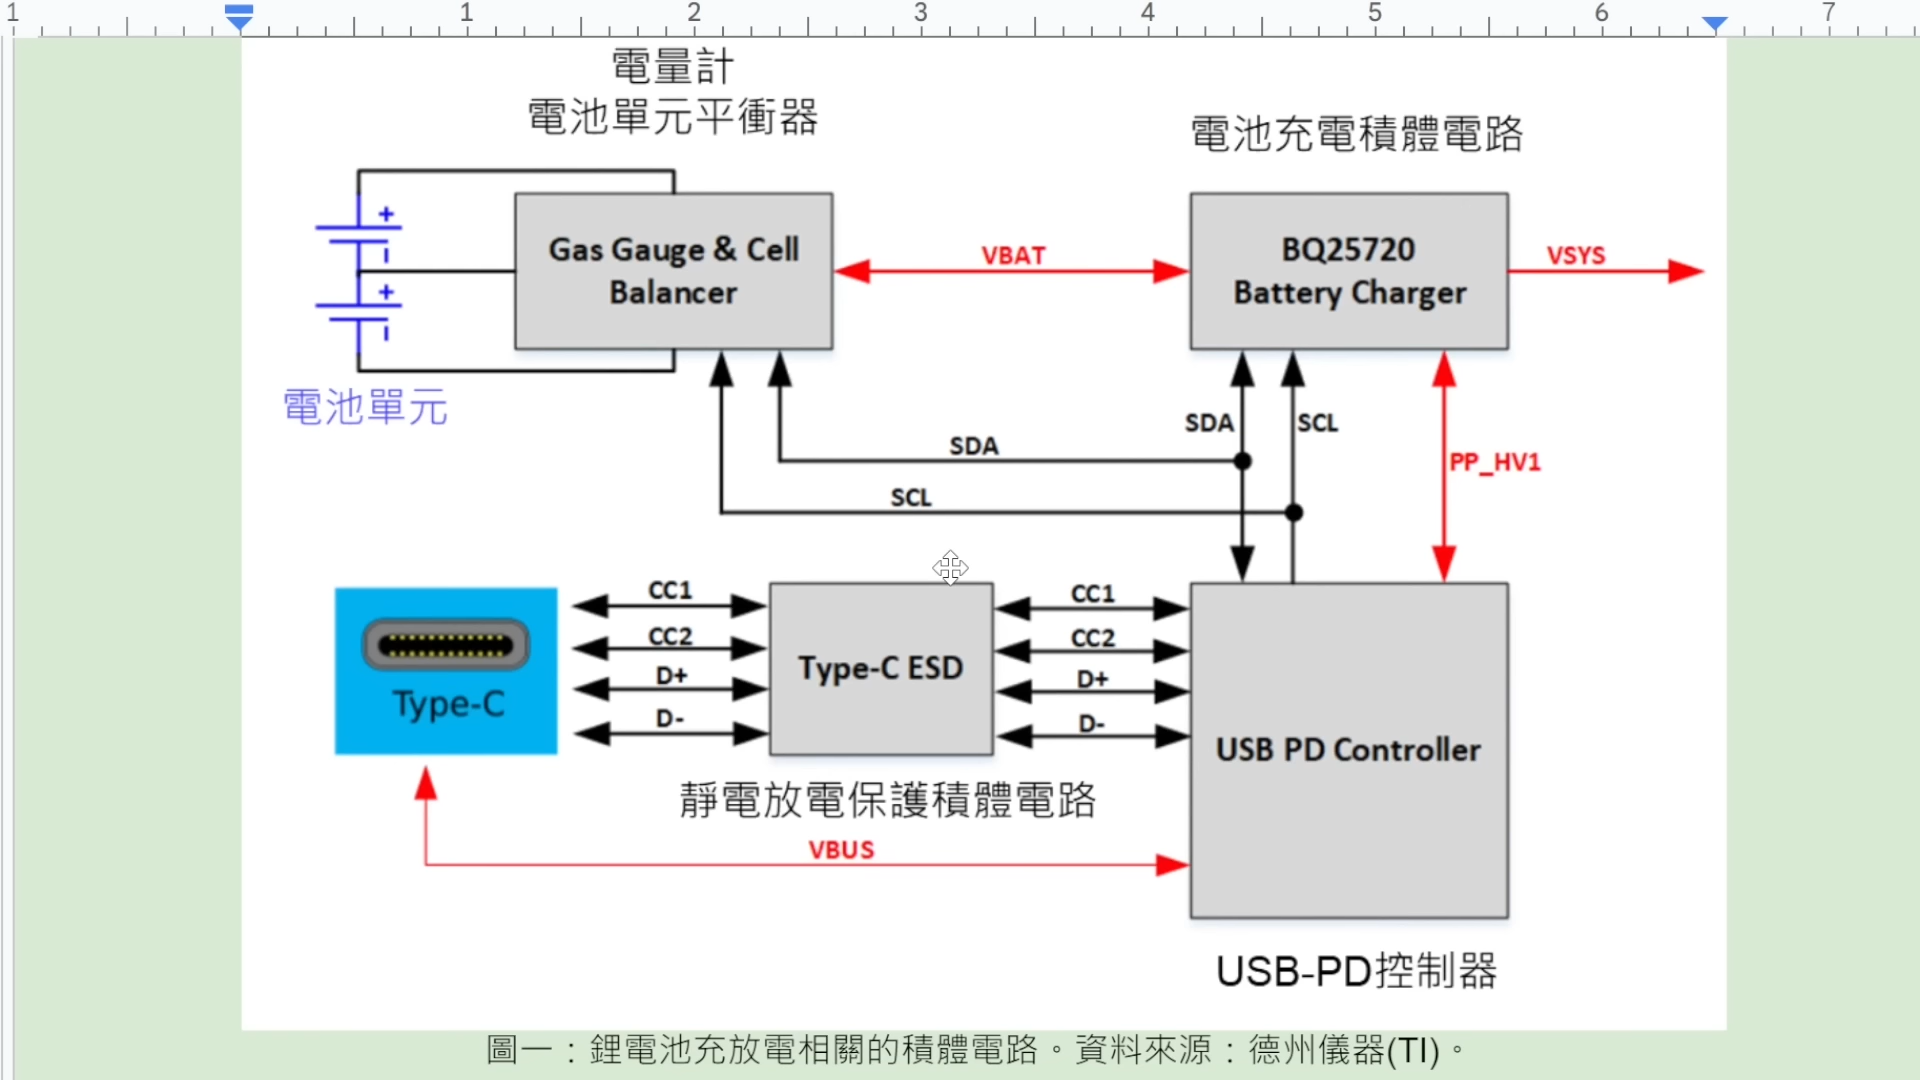 1 1 2 3 4 5 6 7
電量計
電池單元平衡器
電池充電積體電路
Gas Gauge & Cell
Balancer
VBAT
BQ25720
Battery Charger
VSYS
+
+
電池單元
SDA
SCL
SDA
SCL
PP_HV1
Type-C
CC1
CC2
D+
D-
Type-C ESD
CC1
CC2
D+
D-
USB PD Controller
靜電放電保護積體電路
VBUS
USB-PD控制器
圖一：鋰電池充放電相關的積體電路。資料來源：德州儀器(TI)。